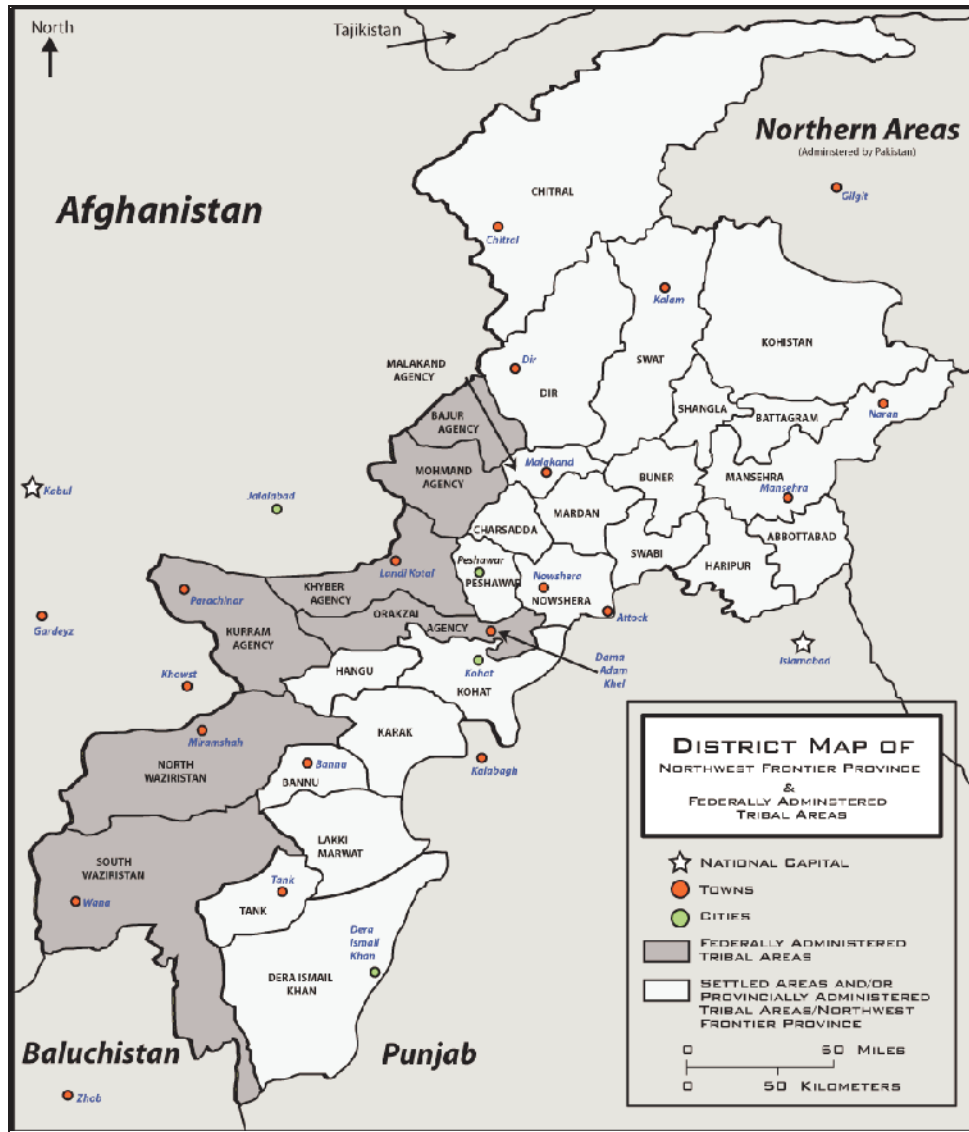 North
Tajikistan
Northern Areas
(Adminstered by Pakistan)
Gilgit
Afghanistan
CHITRAL
Chitral
Kalam
KOHISTAN
MALAKAND
AGENCY
Dir
DIR
SWAT
SHANGLA
BATTAGRAM
Naran
BAJUR
AGENCY
MOHMAND
AGENCY
Malakand
BUNER
MANSEHRA
Mansehra
Kabul
Jalalabad
CHARSADDA
MARDAN
SWABI
HARIPUR
ABBOTTABAD
Landi Kotal
Peshawar
PESHAWAR
Nowshera
NOWSHERA
Attock
KHYBER
AGENCY
Parachinar
ORAKZAI
AGENCY
Gardeyz
KURRAM
AGENCY
Islamabad
HANGU
Kohat
KOHAT
Darra
Adam
Khel
Khowst
Miramshah
KARAK
Kalabagh
NORTH
WAZIRISTAN
Bannu
BANNU
LAKKI
MARWAT
SOUTH
WAZIRISTAN
Wana
Tank
TANK
Dera
Ismail
Khan
DERA ISMAIL
KHAN
Baluchistan
Punjab
Zhob
DISTRICT MAP OF
NORTHWEST FRONTIER PROVINCE
&
FEDERALLY ADMINSTERED
TRIBAL AREAS
NATIONAL CAPITAL
TOWNS
CITIES
FEDERALLY ADMINISTERED
TRIBAL AREAS
SETTLED AREAS AND/OR
PROVINCIALLY ADMINISTERED
TRIBAL AREAS/NORTHWEST
FRONTIER PROVINCE
0 50 MILES
0 50 KILOMETERS